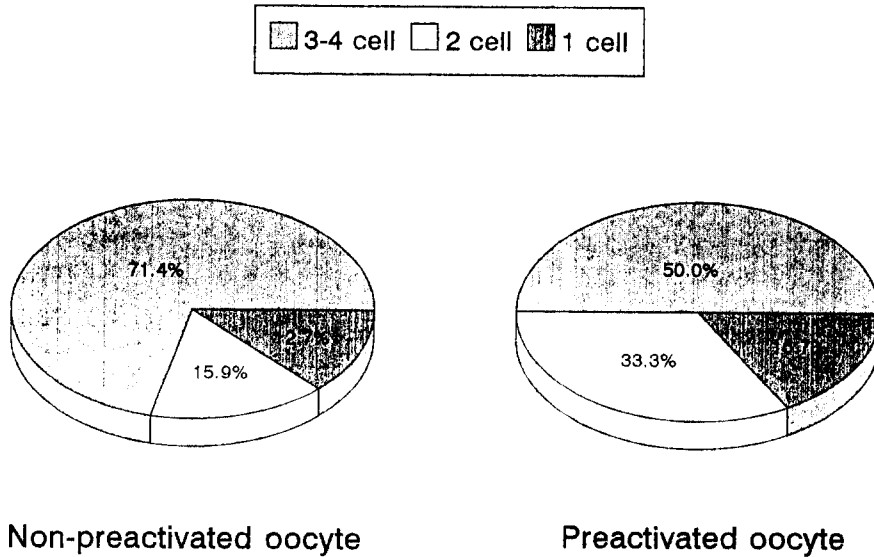 3-4 cell 2 cell 1 cell
71.4%
15.9%
50.0%
33.3%
Non-preactivated oocyte
Preactivated oocyte